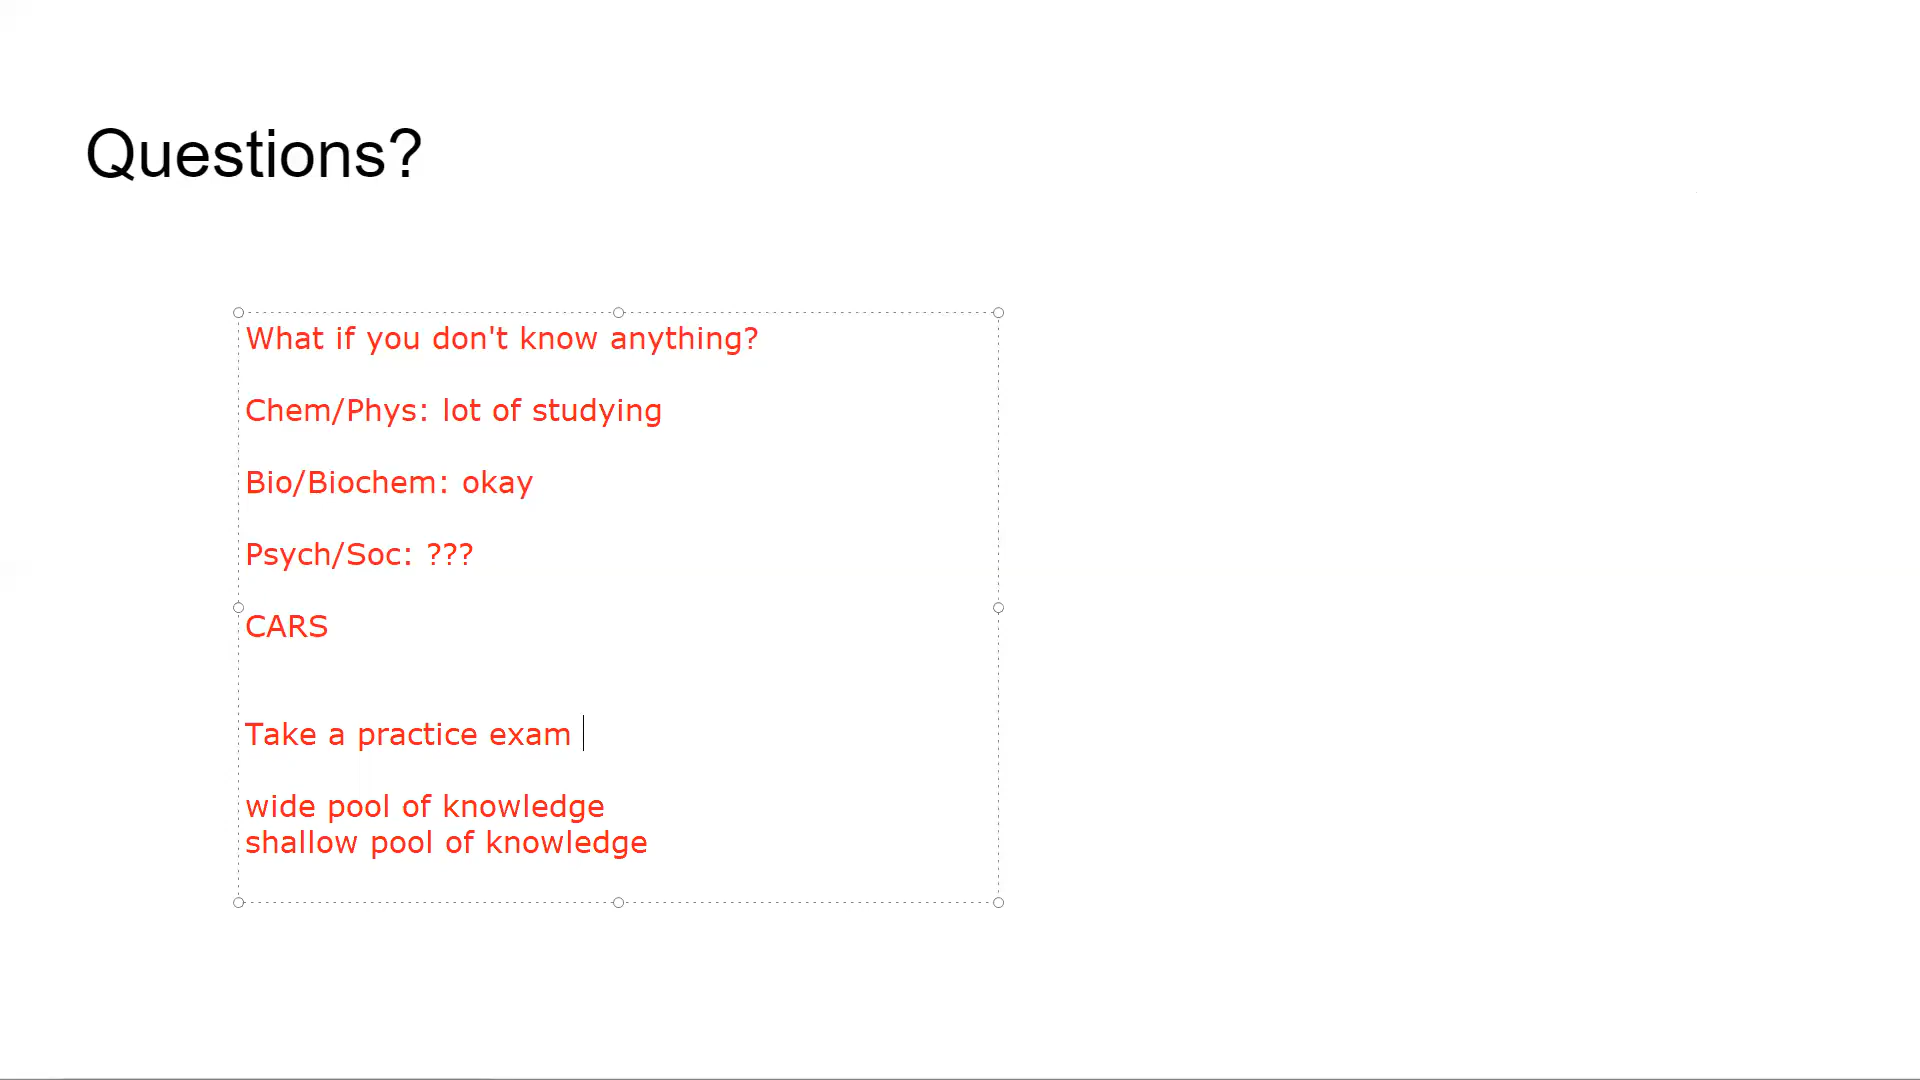 Questions?
What if you don't know anything?
Chem/Phys: lot of studying
Bio/Biochem: okay
Psych/Soc: ???
CARS
Take a practice exam
wide pool of knowledge
shallow pool of knowledge